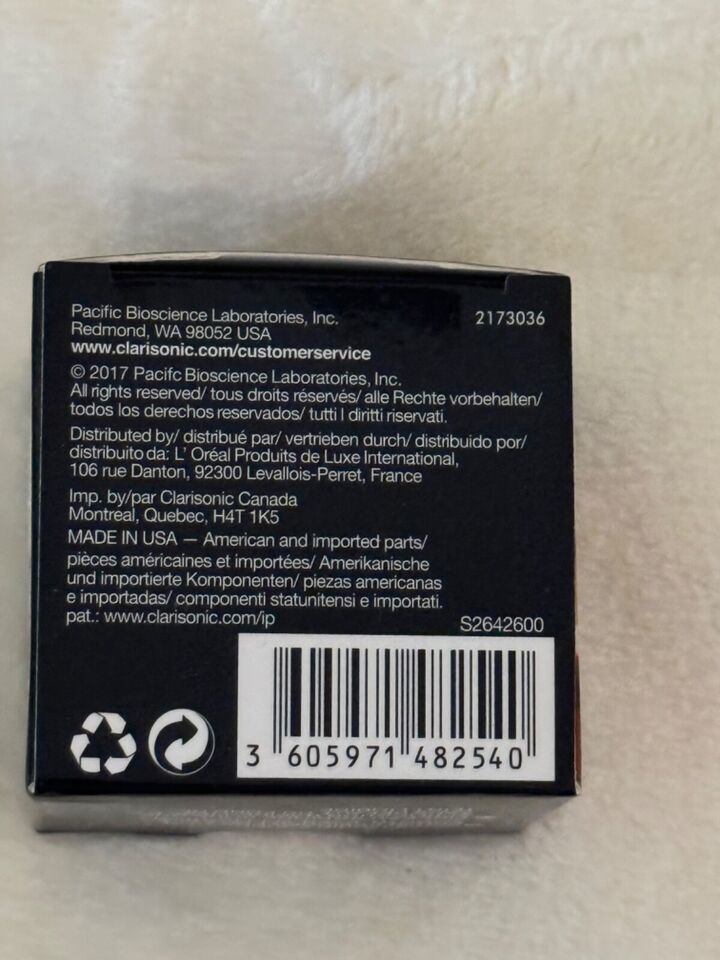 Pacific Bioscience Laboratories, Inc.
2173036
Redmond, WA 98052 USA
www.clarisonic.com/customerservice
© 2017 Pacifc Bioscience Laboratories, Inc.
All rights reserved/ tous droits réservés/ alle Rechte vorbehalten/
todos los derechos reservados/ tutti I diritti riservati.
Distributed by/ distribué par/ vertrieben durch/ distribuido por/
distribuito da: L' Oréal Produits de Luxe International,
106 rue Danton, 92300 Levallois-Perret, France
Imp. by/par Clarisonic Canada
Montreal, Quebec, H4T 1K5
MADE IN USA — American and imported parts/
pièces américaines et importées/ Amerikanische
und importierte Komponenten/ piezas americanas
e importadas/ componenti statunitensi e importati.
pat.: www.clarisonic.com/ip
S2642600
3 605971 482540